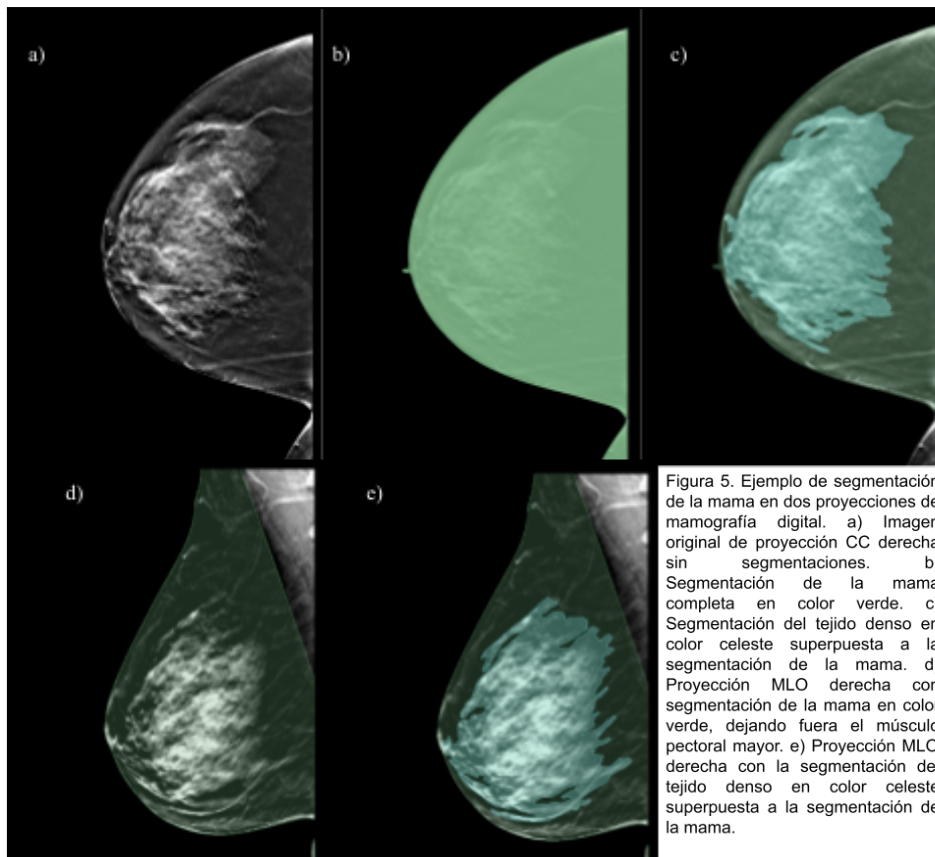 a)
b)
c)
d)
e)
Figura 5. Ejemplo de segmentación
de la mama en dos proyecciones de
mamografía digital. a) Imagen
original de proyección CC derecha
sin segmentaciones. b
Segmentación de la mama
completa en color verde. c
Segmentación del tejido denso en
color celeste superpuesta a la
segmentación de la mama. d
Proyección MLO derecha con
segmentación de la mama en color
verde, dejando fuera el músculo
pectoral mayor. e) Proyección MLO
derecha con la segmentación de
tejido denso en color celeste
superpuesta a la segmentación de
la mama.